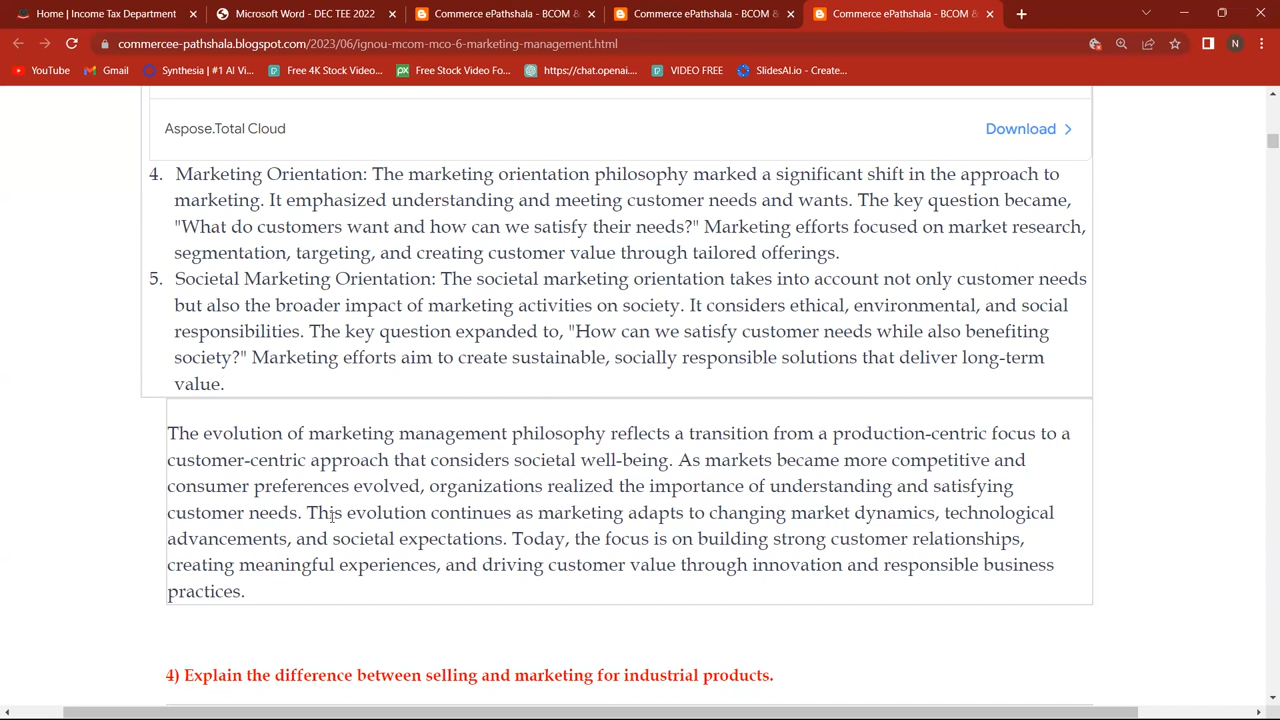 Home | Income Tax Department
Microsoft Word - DEC TEE 2022
Commerce ePathshala - BCOM &
Commerce ePathshala - BCOM &
Commerce ePathshala - BCOM &
commercee-pathshala.blogspot.com/2023/06/ignou-mcom-mco-6-marketing-management.html
N
YouTube
Gmail
Synthesia | #1 AI Vi...
Free 4K Stock Video...
Free Stock Video Fo...
https://chat.openai....
VIDEO FREE
SlidesAI.io - Create...
Aspose.Total Cloud
Download
4. Marketing Orientation: The marketing orientation philosophy marked a significant shift in the approach to
marketing. It emphasized understanding and meeting customer needs and wants. The key question became,
"What do customers want and how can we satisfy their needs?" Marketing efforts focused on market research,
segmentation, targeting, and creating customer value through tailored offerings.
5. Societal Marketing Orientation: The societal marketing orientation takes into account not only customer needs
but also the broader impact of marketing activities on society. It considers ethical, environmental, and social
responsibilities. The key question expanded to, "How can we satisfy customer needs while also benefiting
society?" Marketing efforts aim to create sustainable, socially responsible solutions that deliver long-term
value.
The evolution of marketing management philosophy reflects a transition from a production-centric focus to a
customer-centric approach that considers societal well-being. As markets became more competitive and
consumer preferences evolved, organizations realized the importance of understanding and satisfying
customer needs. This evolution continues as marketing adapts to changing market dynamics, technological
advancements, and societal expectations. Today, the focus is on building strong customer relationships,
creating meaningful experiences, and driving customer value through innovation and responsible business
practices.
4) Explain the difference between selling and marketing for industrial products.